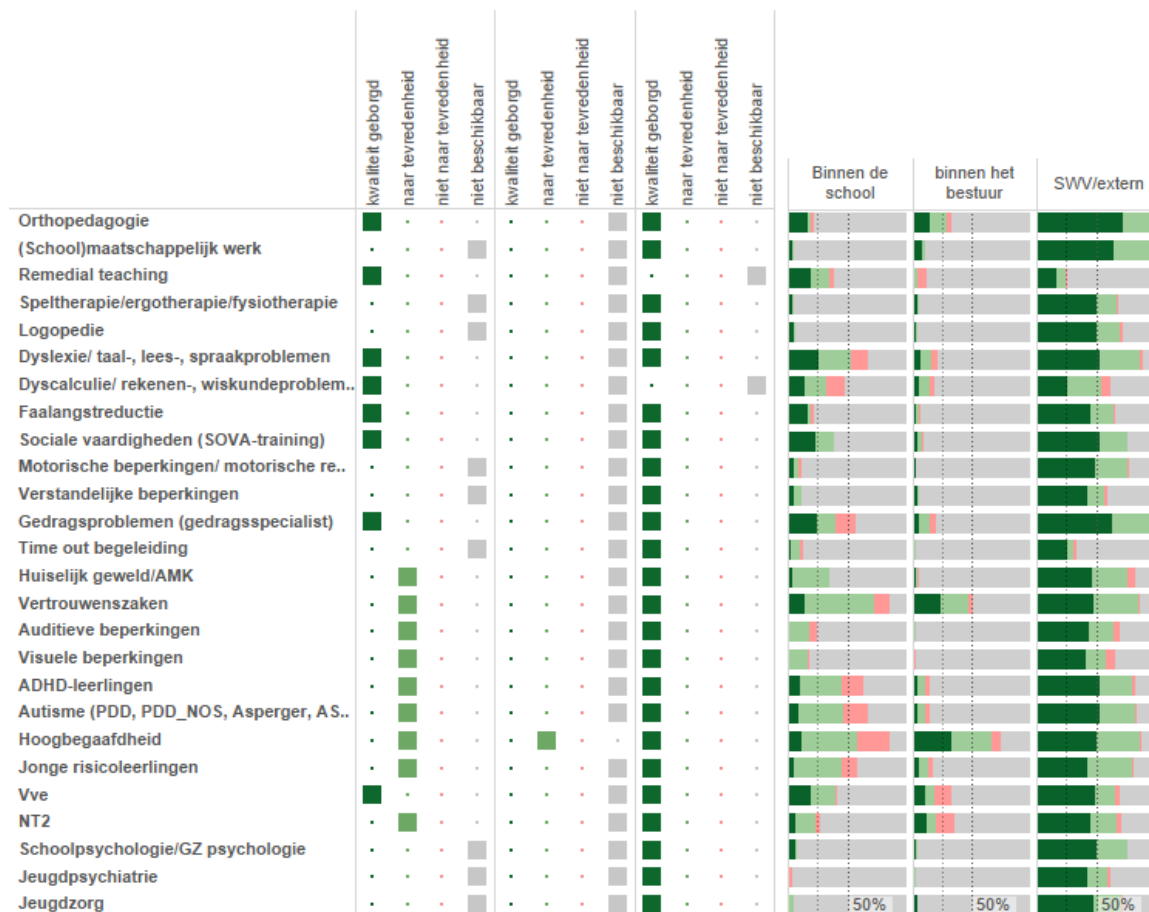 kwaliteit geborgd
naar tevredenheid
niet naar tevredenheid
niet beschikbaar
kwaliteit geborgd
naar tevredenheid
niet naar tevredenheid
niet beschikbaar
kwaliteit geborgd
naar tevredenheid
niet naar tevredenheid
niet beschikbaar
Binnen de
school
binnen het
bestuur
SWV/extern
Orthopedagogie
(School)maatschappelijk werk
Remedial teaching
Speltherapie/ergotherapie/fysiotherapie
Logopedie
Dyslexie/ taal-, lees-, spraakproblemen
Dyscalculie/ rekenen-, wiskundeproblem..
Faalangstreductie
Sociale vaardigheden (SOVA-training)
Motorische beperkingen/ motorische re..
Verstandelijke beperkingen
Gedragsproblemen (gedragsspecialist)
Time out begeleiding
Huiselijk geweld/AMK
Vertrouwenszaken
Auditieve beperkingen
Visuele beperkingen
ADHD-leerlingen
Autisme (PDD, PDD_NOS, Asperger, AS..
Hoogbegaafdheid
Jonge risicoleerlingen
Vve
NT2
Schoolpsychologie/GZ psychologie
Jeugdpsychiatrie
Jeugdzorg
50%
50%
50%